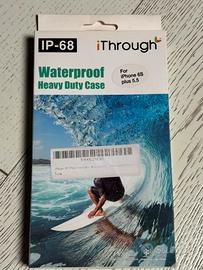 IP-68
iThrough
Waterproof
Heavy Duty Case
For
iPhone 6S
plus 5.5